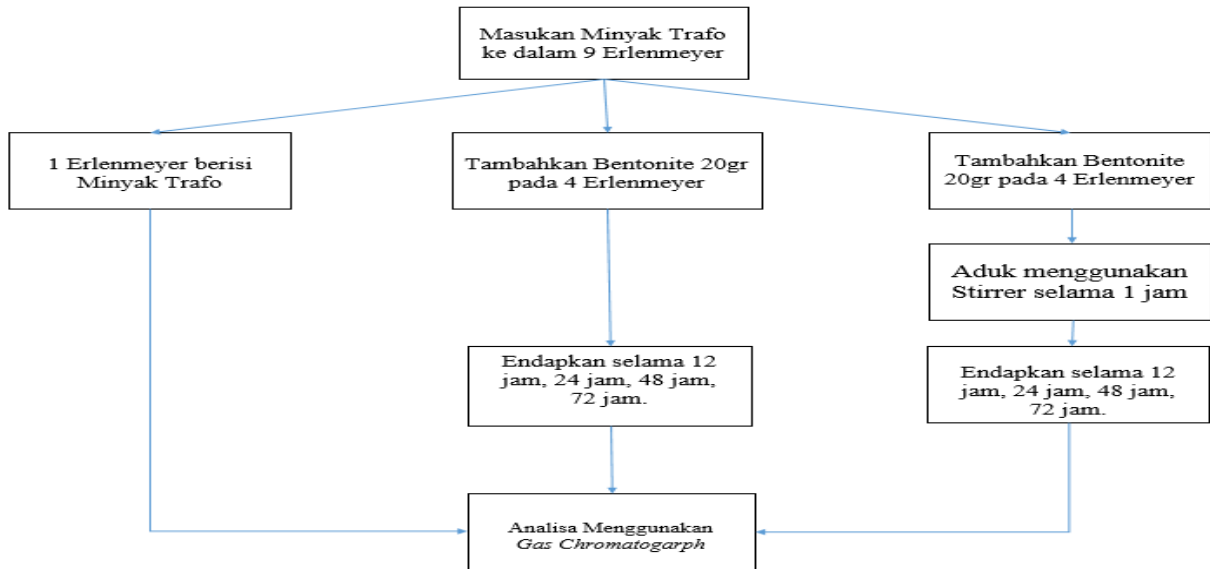 Masukan Minyak Trafo
ke dalam 9 Erlenmeyer
1 Erlenmeyer berisi
Minyak Trafo
Tambahkan Bentonite 20gr
pada 4 Erlenmeyer
Tambahkan Bentonite
20gr pada 4 Erlenmeyer
Aduk menggunakan
Stirrer selama 1 jam
Endapkan selama 12
jam, 24 jam, 48 jam,
72 jam.
Endapkan selama 12
jam, 24 jam, 48 jam,
72 jam.
Analisa Menggunakan
Gas Chromatogarph